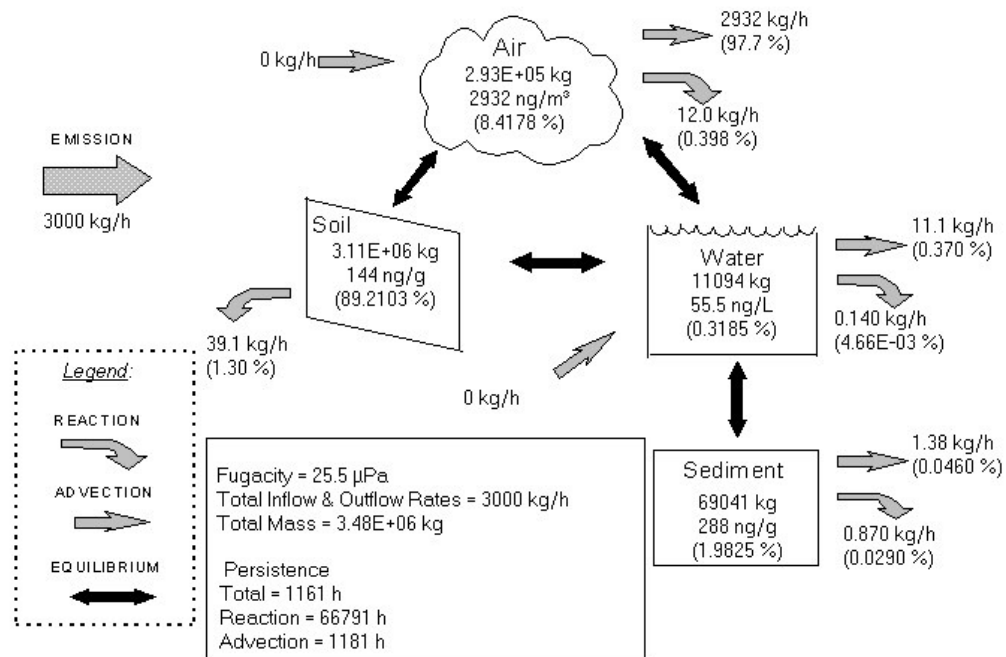 2932 kg/h
(97.7 %)
0 kg/h
Air
2.93E+05 kg
2932 ng/m³
(8.4178 %)
12.0 kg/h
(0.398 %)
EMISSION
3000 kg/h
Soil
3.11E+06 kg
144 ng/g
(89.2103 %)
39.1 kg/h
(1.30 %)
Water
11094 kg
55.5 ng/L
(0.3185 %)
11.1 kg/h
(0.370 %)
0.140 kg/h
(4.66E-03 %)
0 kg/h
Legend:
REACTION
ADVECTION
EQUILIBRIUM
Fugacity = 25.5 µPa
Total Inflow & Outflow Rates = 3000 kg/h
Total Mass = 3.48E+06 kg
Persistence
Total = 1161 h
Reaction = 66791 h
Advection = 1181 h
Sediment
69041 kg
288 ng/g
(1.9825 %)
1.38 kg/h
(0.0460 %)
0.870 kg/h
(0.0290 %)